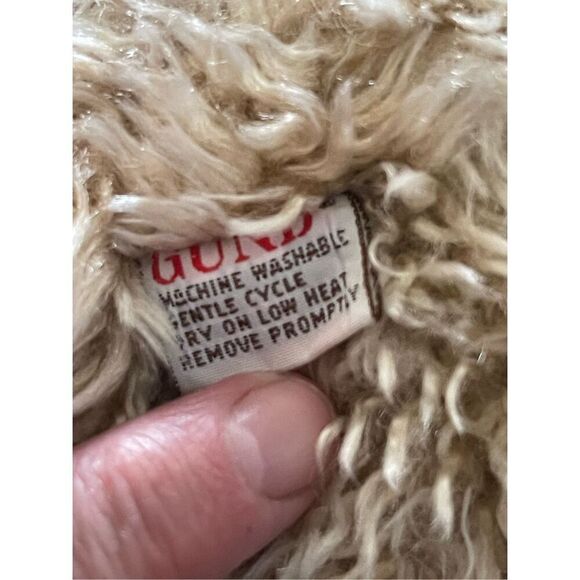 GUND
MACHINE WASHABLE
GENTLE CYCLE
DRY ON LOW HEAT
REMOVE PROMPTLY